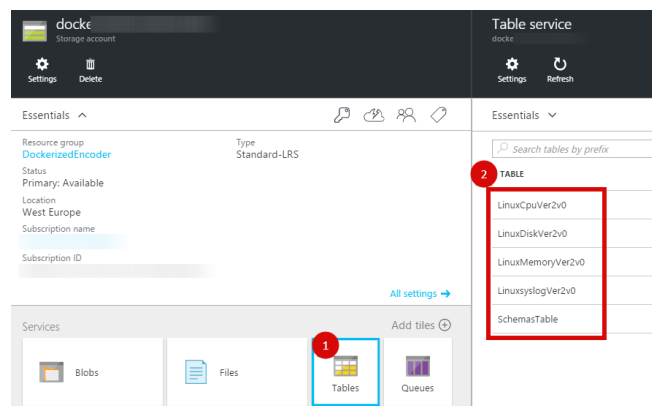 docke
Storage account
Settings
Delete
Essentials
Resource group
DockerizedEncoder
Type
Standard-LRS
Status
Primary: Available
Location
West Europe
Subscription name
Subscription ID
All settings
Services
Add tiles
Blobs
Files
1
Tables
Queues
Table service
docke
Settings
Refresh
Essentials
Search tables by prefix
2
TABLE
LinuxCpuVer2v0
LinuxDiskVer2v0
LinuxMemoryVer2v0
LinuxsyslogVer2v0
SchemasTable